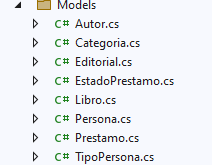 Models
C# Autor.cs
C# Categoria.cs
C# Editorial.cs
C# EstadoPrestamo.cs
C# Libro.cs
C# Persona.cs
C# Prestamo.cs
C# TipoPersona.cs